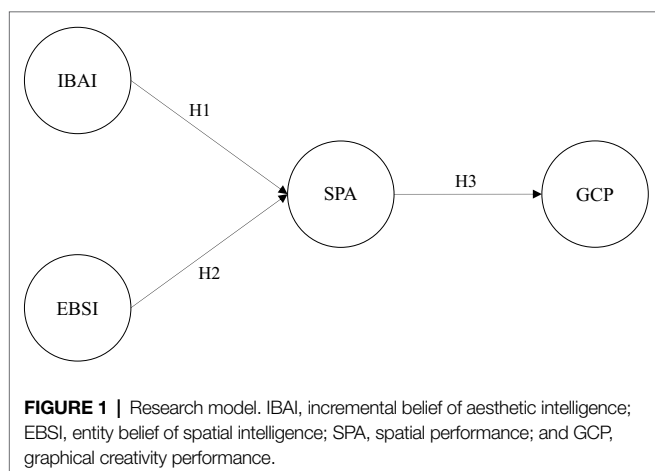 IBAI
H1
SPA
H3
GCP
H2
EBSI
FIGURE 1 | Research model. IBAI, incremental belief of aesthetic intelligence;
EBSI, entity belief of spatial intelligence; SPA, spatial performance; and GCP,
graphical creativity performance.